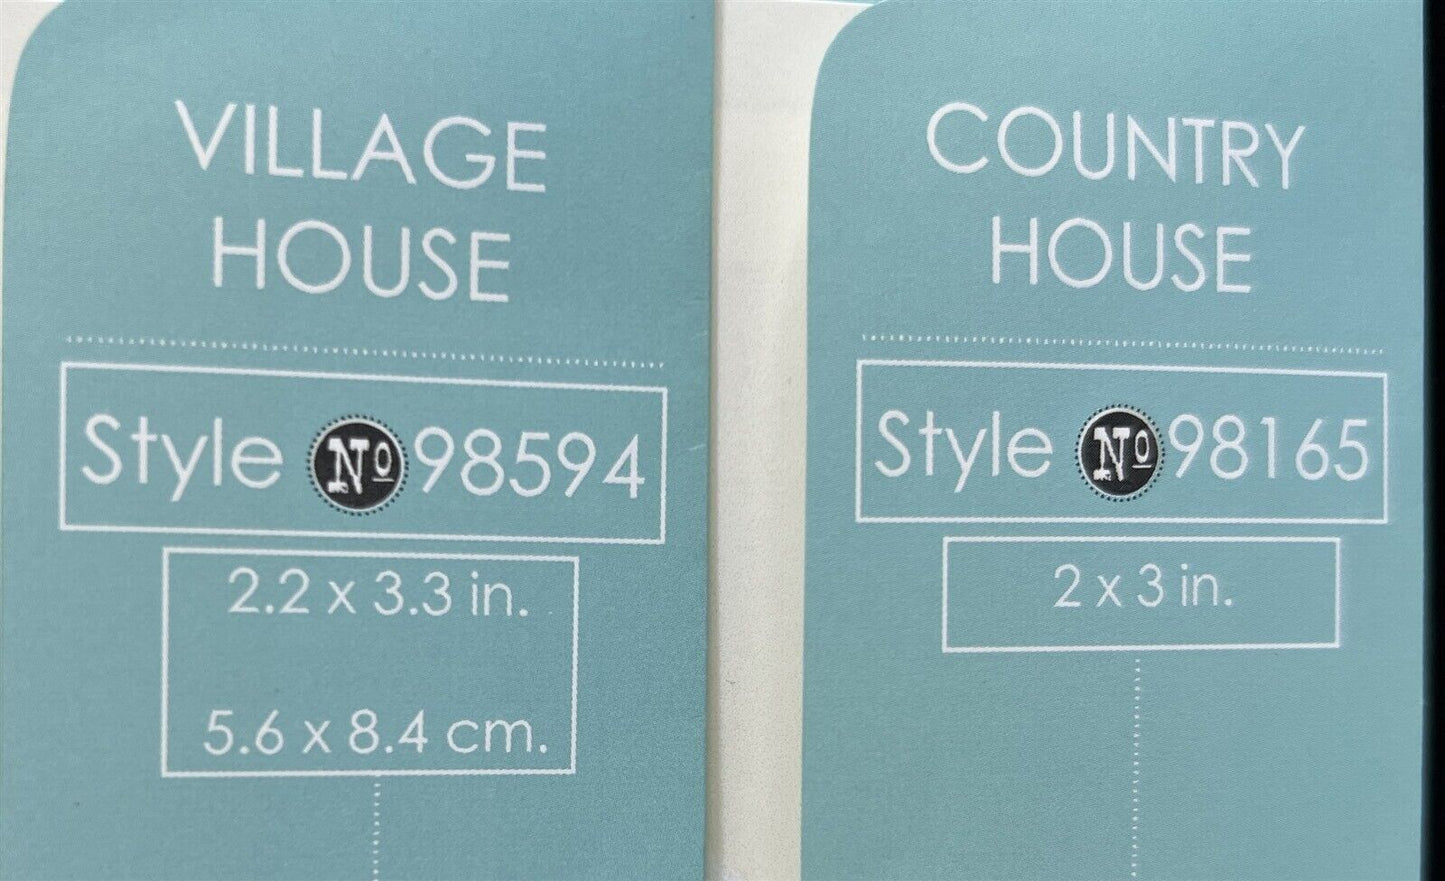 VILLAGE
HOUSE
Style Nº 98594
2.2 x 3.3 in.
5.6 x 8.4 cm.
COUNTRY
HOUSE
Style Nº 98165
2 x 3 in.